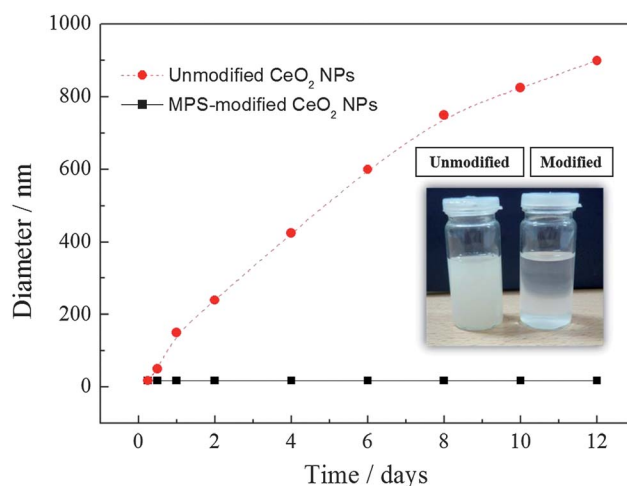 1000
800
600
400
200
0
Diameter / nm
Unmodified CeO₂ NPs
MPS-modified CeO₂ NPs
Unmodified Modified
0 2 4 6 8 10 12
Time / days